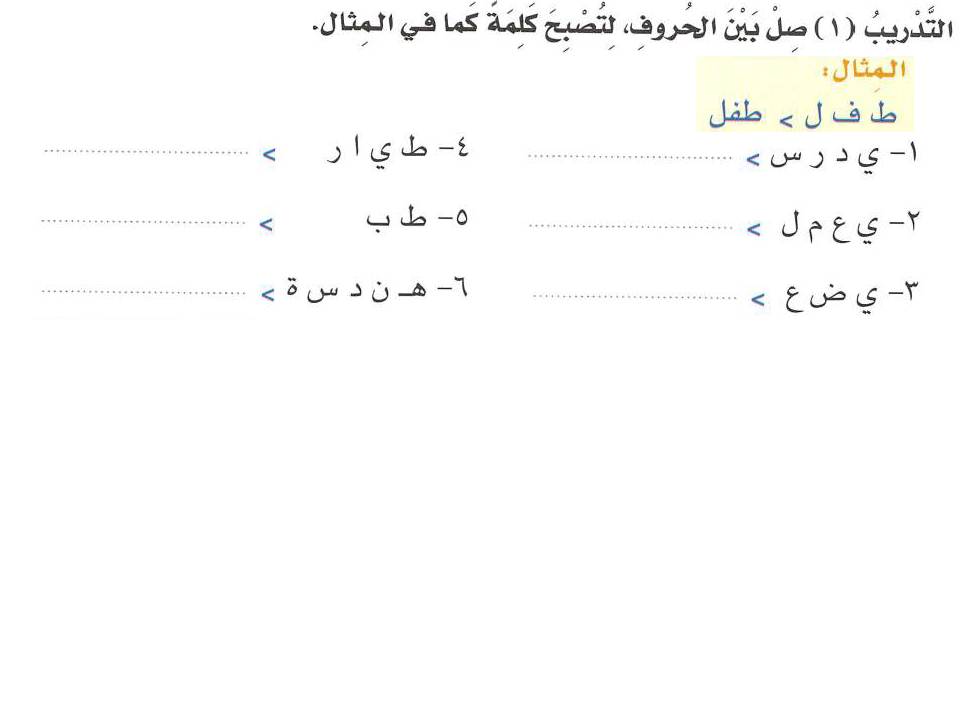 التَّدْريبُ (١) صِلْ بَيْنَ الحُروفِ، لِتُصْبِحَ كَلِمَةً كَما في المِثال.
المِثال:
ط ف ل > طفل
١- ي د ر س > ....................
٢- ي ع م ل > ....................
٣- ي ض ع > ....................
٤- ط ي ا ر > ....................
٥- ط ب > ....................
٦- هـ ن د س ة > ....................